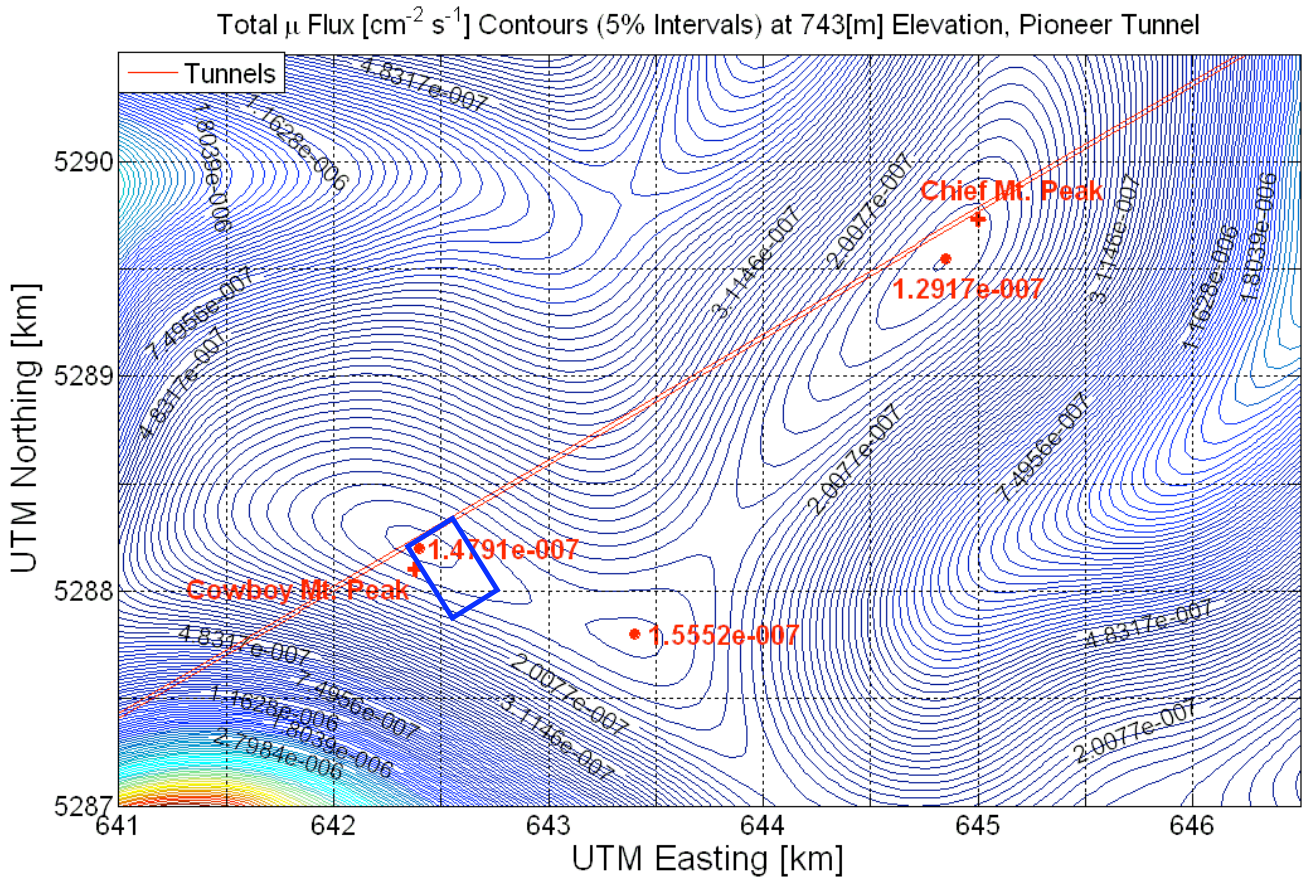 Total μ Flux [cm⁻² s⁻¹] Contours (5% Intervals) at 743[m] Elevation, Pioneer Tunnel
Tunnels
4.8317e-007
1.1628e-006
1.8039e-006
7.4956e-007
4.8317e-007
Chief Mt. Peak
1.2917e-007
2.0077e-007
3.1146e-007
3.1146e-007
1.1628e-006
1.8039e-006
2.0077e-007
7.4956e-007
1.4791e-007
Cowboy Mt. Peak
1.5552e-007
4.8317e-007
7.4956e-007
1.1628e-006
1.8039e-006
2.7984e-006
2.0077e-007
3.1146e-007
4.8317e-007
2.0077e-007
5290
5289
5288
5287
UTM Northing [km]
641 642 643 644 645 646
UTM Easting [km]